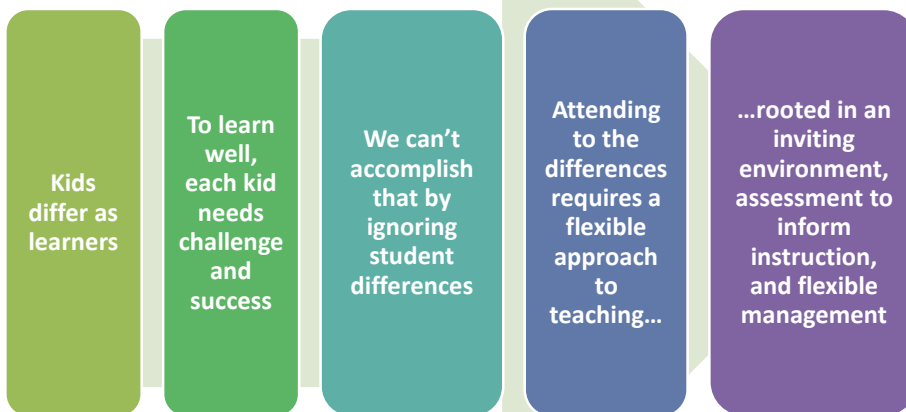 Kids
differ as
learners
To learn
well,
each kid
needs
challenge
and
success
We can't
accomplish
that by
ignoring
student
differences
Attending
to the
differences
requires a
flexible
approach
to
teaching…
…rooted in an
inviting
environment,
assessment to
inform
instruction,
and flexible
management